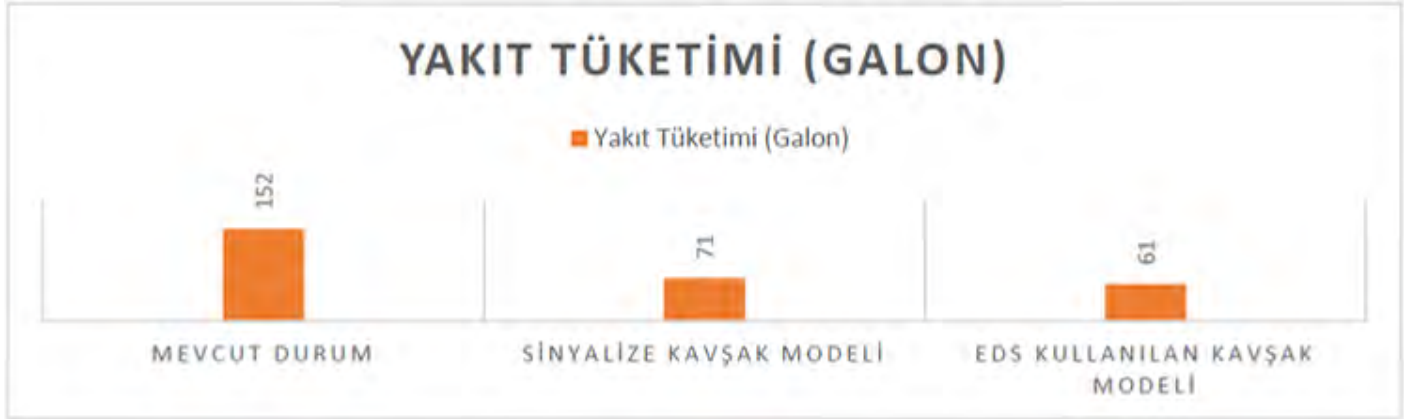 YAKIT TÜKETİMİ (GALON)
Yakıt Tüketimi (Galon)
152
71
61
MEVCUT DURUM
SİNYALİZE KAVŞAK MODELİ
EDS KULLANILAN KAVŞAK
MODELİ